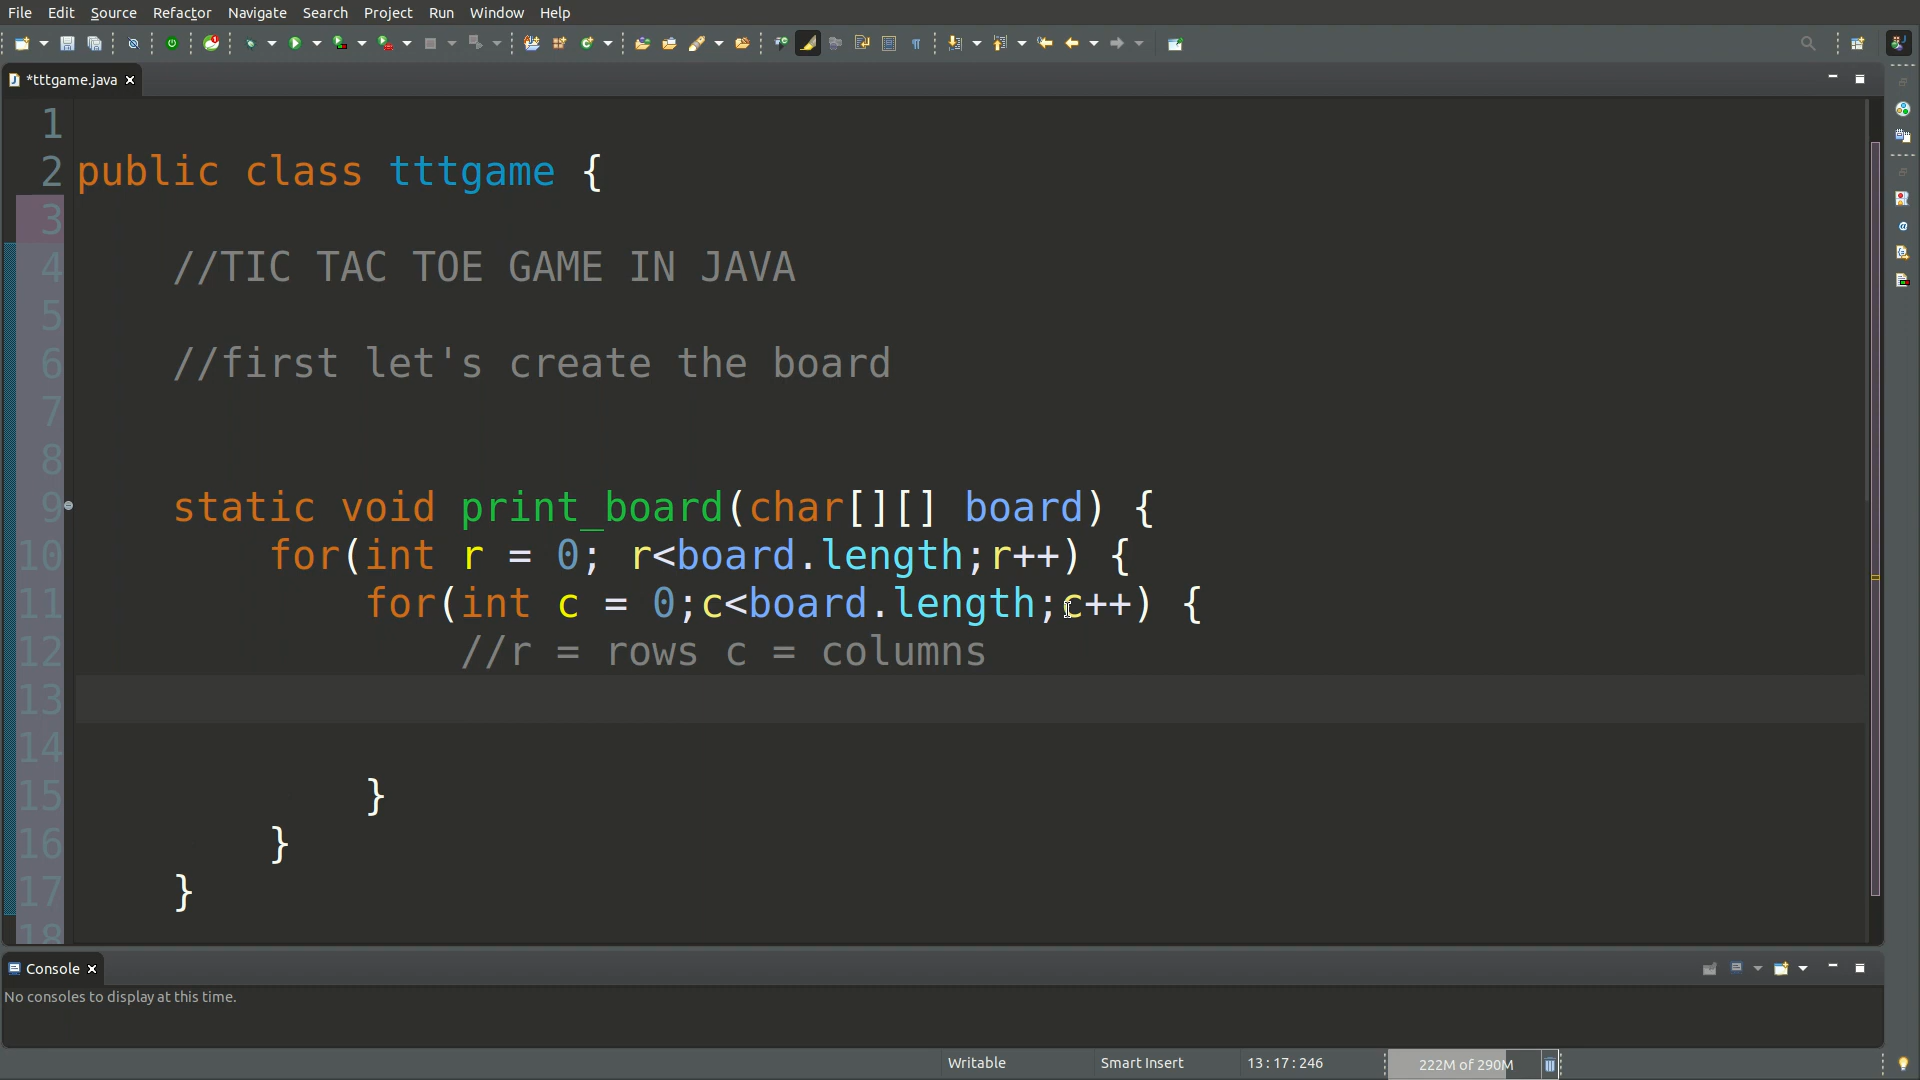 File Edit Source Refactor Navigate Search Project Run Window Help
*tttgame.java
1
2 public class tttgame {
3
4 //TIC TAC TOE GAME IN JAVA
5
6 //first let's create the board
7
8
9 static void print_board(char[][] board) {
10 for(int r = 0; r<board.length;r++) {
11 for(int c = 0;c<board.length;c++) {
12 //r = rows c = columns
13
14
15 }
16 }
17 }
18
Console
No consoles to display at this time.
Writable Smart Insert 13 : 17 : 246 222M of 290M